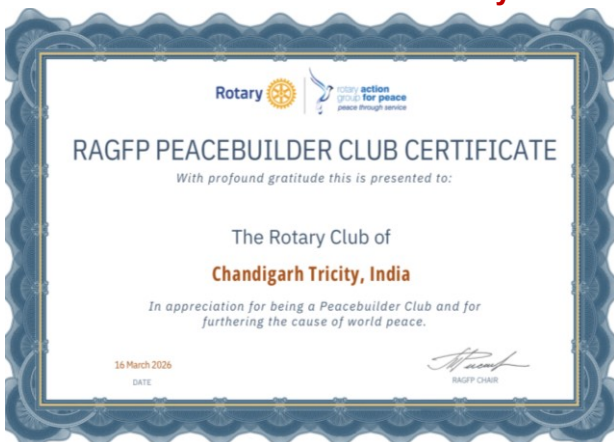 Rotary
rotary action
group for peace
peace through service
RAGFP PEACEBUILDER CLUB CERTIFICATE
With profound gratitude this is presented to:
The Rotary Club of
Chandigarh Tricity, India
In appreciation for being a Peacebuilder Club and for
furthering the cause of world peace.
16 March 2026
DATE
RAGFP CHAIR